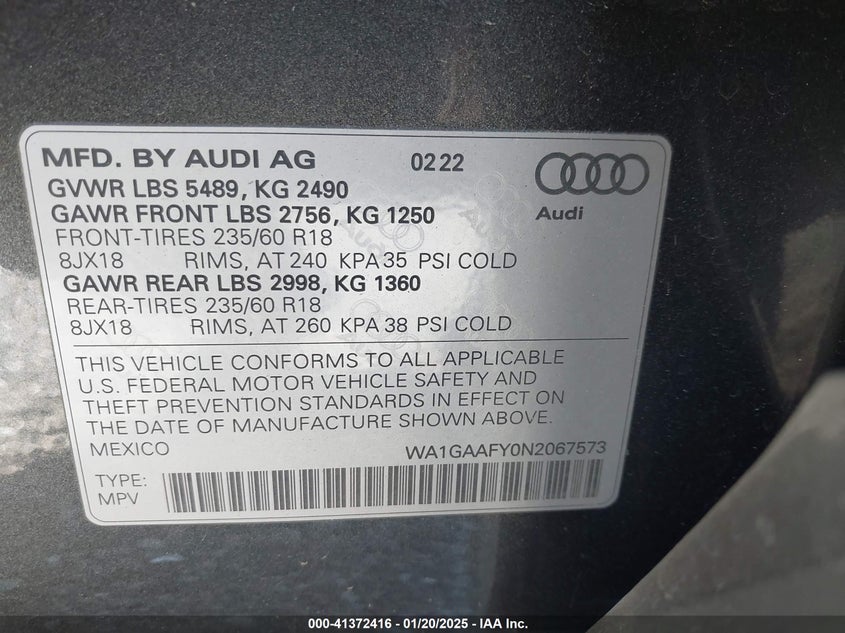 MFD. BY AUDI AG 02 22
GVWR LBS 5489, KG 2490
GAWR FRONT LBS 2756, KG 1250
Audi
FRONT-TIRES 235/60 R18
8JX18 RIMS, AT 240 KPA 35 PSI COLD
GAWR REAR LBS 2998, KG 1360
REAR-TIRES 235/60 R18
8JX18 RIMS, AT 260 KPA 38 PSI COLD
THIS VEHICLE CONFORMS TO ALL APPLICABLE
U.S. FEDERAL MOTOR VEHICLE SAFETY AND
THEFT PREVENTION STANDARDS IN EFFECT ON
THE DATE OF MANUFACTURE SHOWN ABOVE.
MEXICO WA1GAAFY0N2067573
TYPE:
MPV
000-41372416 - 01/20/2025 - Copyright © IAA, Inc.